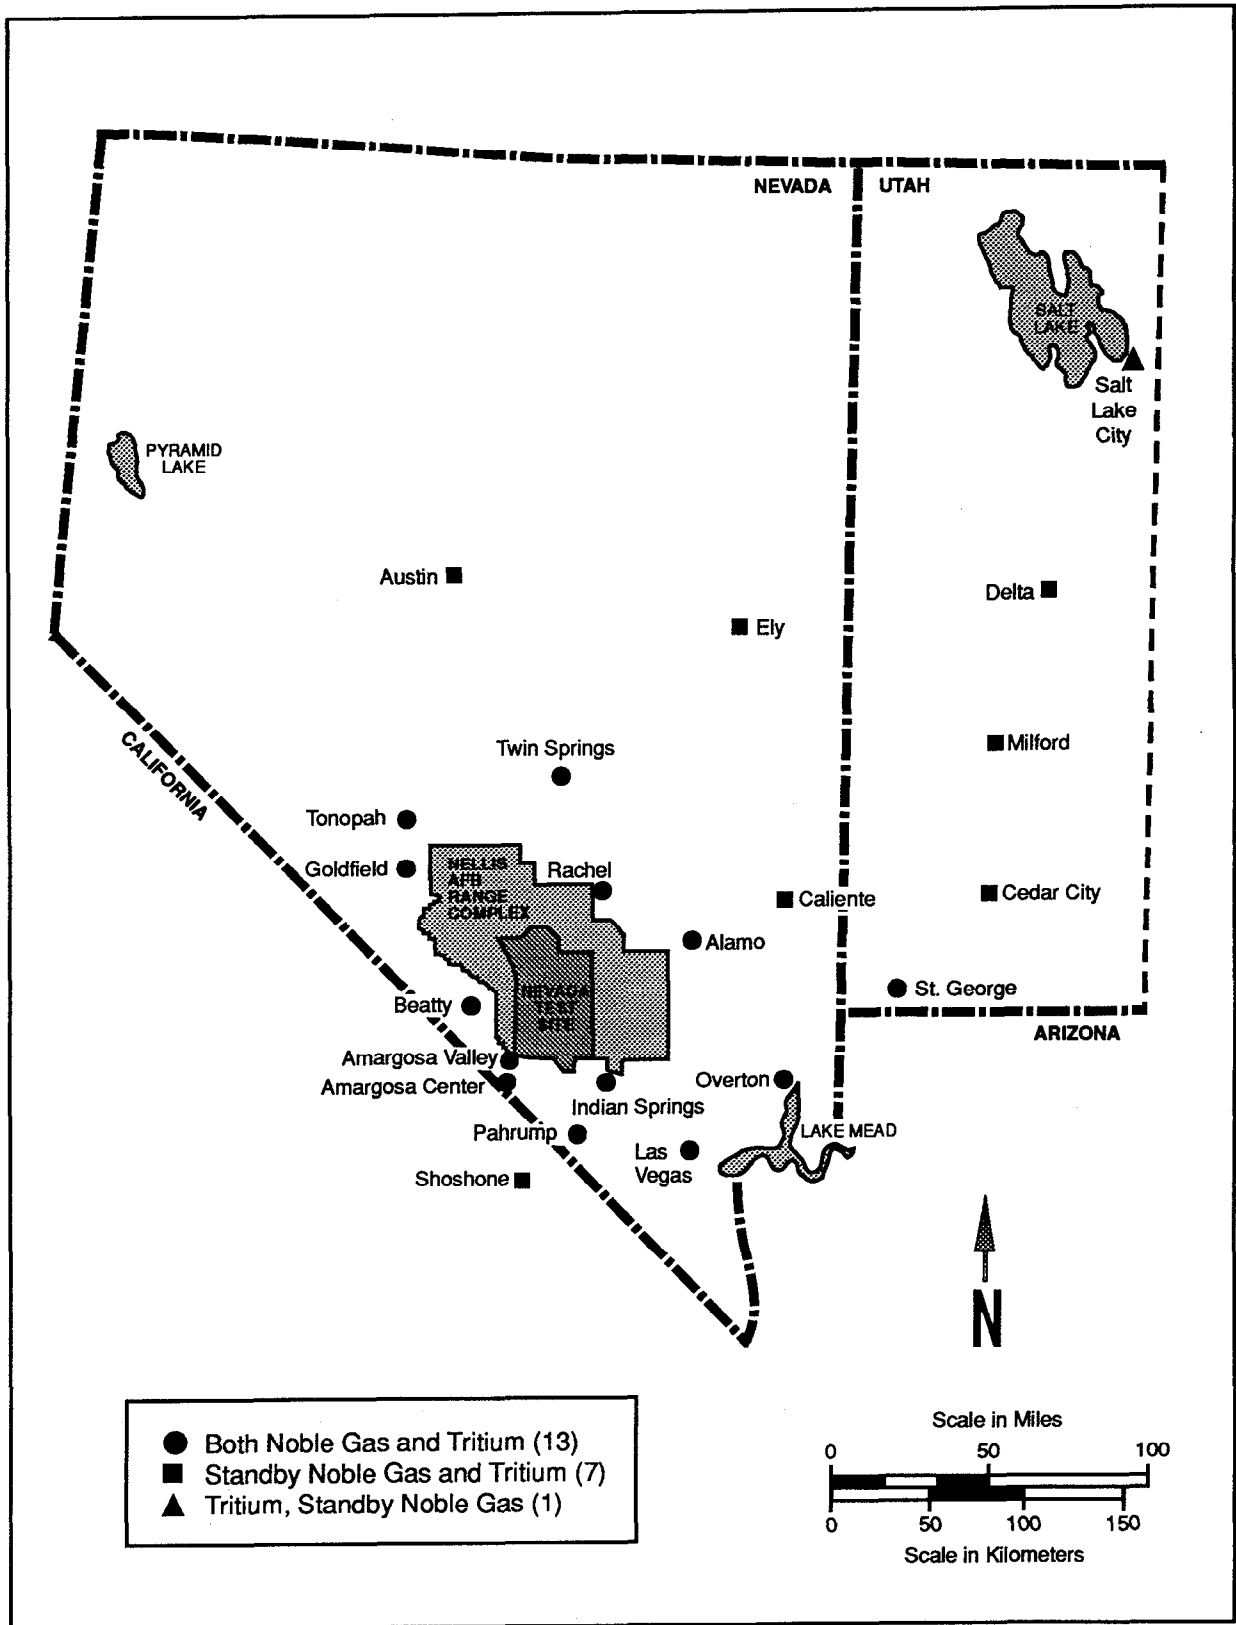 NEVADA
UTAH
SALT
LAKE
Salt
Lake
City
PYRAMID
LAKE
Austin
Delta
Ely
CALIFORNIA
Twin Springs
Milford
Tonopah
Goldfield
NELLIS
AFB
RANGE
COMPLEX
Rachel
Caliente
Cedar City
Alamo
NEVADA
TEST
SITE
St. George
Beatty
ARIZONA
Amargosa Valley
Amargosa Center
Overton
Indian Springs
Pahrump
LAKE MEAD
Las
Vegas
Shoshone
N
Both Noble Gas and Tritium (13)
Standby Noble Gas and Tritium (7)
Tritium, Standby Noble Gas (1)
Scale in Miles
0 50 100
0 50 100 150
Scale in Kilometers